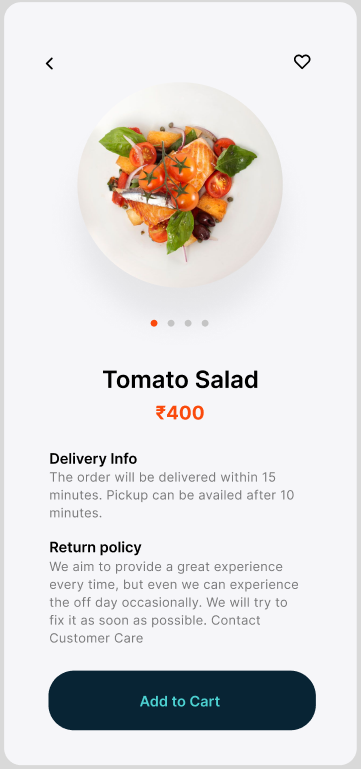 Tomato Salad
₹400
Delivery Info
The order will be delivered within 15
minutes. Pickup can be availed after 10
minutes.
Return policy
We aim to provide a great experience
every time, but even we can experience
the off day occasionally. We will try to
fix it as soon as possible. Contact
Customer Care
Add to Cart